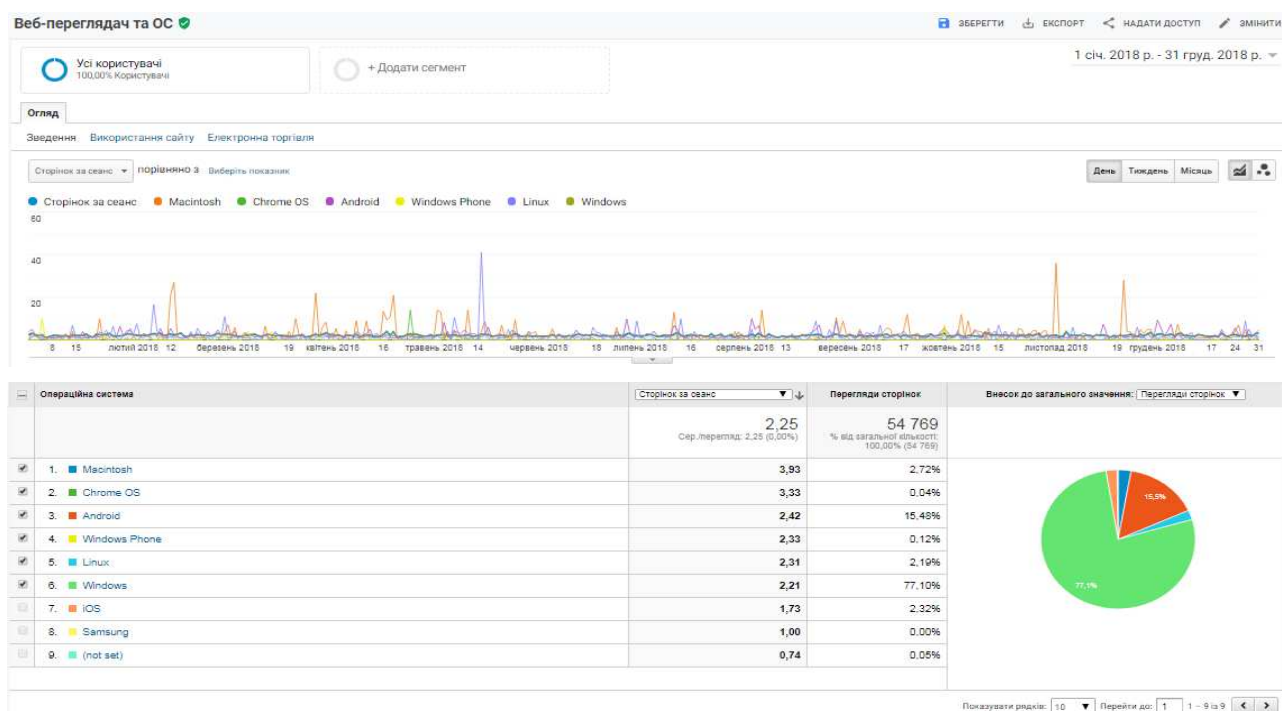 Веб-переглядач та ОС
ЗБЕРЕГТИ ЕКСПОРТ НАДАТИ ДОСТУП ЗМІНИТИ
Усі користувачі
100,00% Користувачі
+ Додати сегмент
1 січ. 2018 р. - 31 груд. 2018 р.
Огляд
Зведення Використання сайту Електронна торгівля
Сторінок за сеанс порівняно з Виберіть показник
День Тиждень Місяць
Сторінок за сеанс Macintosh Chrome OS Android Windows Phone Linux Windows
60
40
20
8 15 лютий 2018 12 березень 2018 19 квітень 2018 16 травень 2018 14 червень 2018 18 липень 2018 16 серпень 2018 13 вересень 2018 17 жовтень 2018 15 листопад 2018 19 грудень 2018 17 24 31
Операційна система Сторінок за сеанс Перегляди сторінок Внесок до загального значення: Перегляди сторінок
2,25 54 769
Сер./перегляд: 2,25 (0,00%) % від загальної кількості: 100,00% (54 769)
1. Macintosh 3,93 2,72%
2. Chrome OS 3,33 0,04%
3. Android 2,42 15,48%
4. Windows Phone 2,33 0,12%
5. Linux 2,31 2,19%
6. Windows 2,21 77,10%
7. iOS 1,73 2,32%
8. Samsung 1,00 0,00%
9. (not set) 0,74 0,05%
15,5%
77,1%
Показувати рядків: 10 Перейти до: 1 1 – 9 із 9